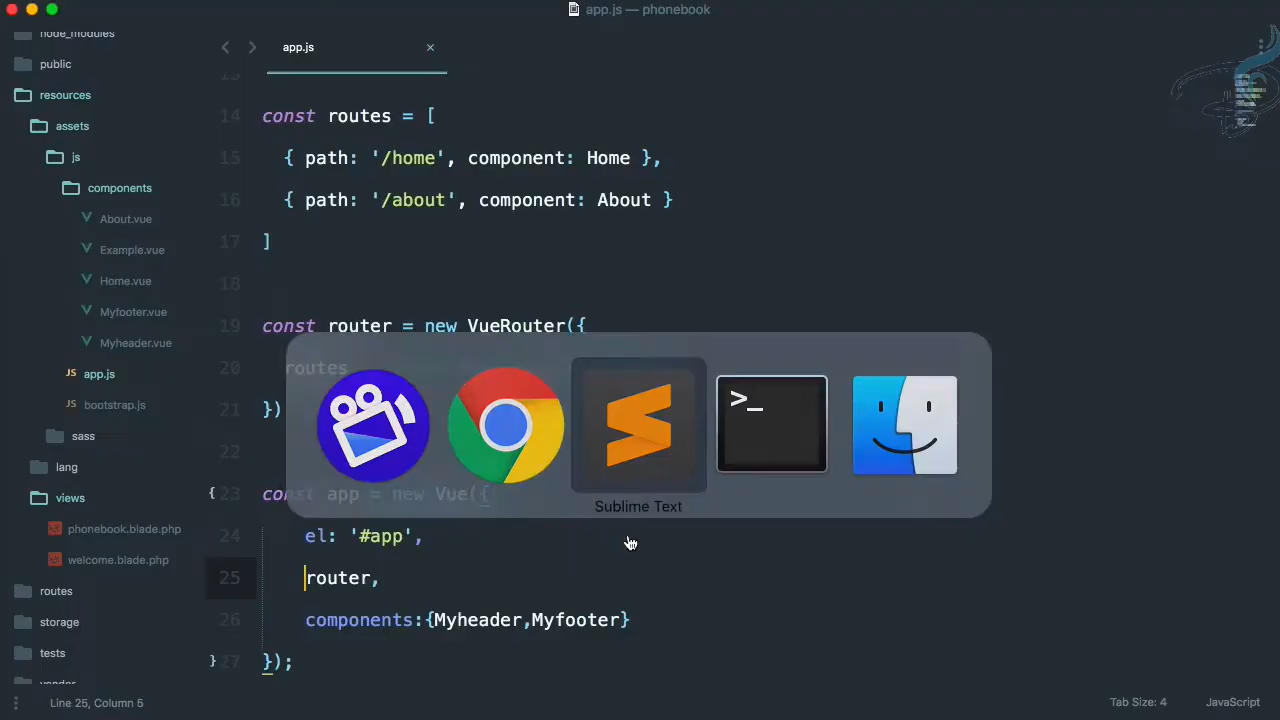 app.js — phonebook
node_modules
public
resources
assets
js
components
About.vue
Example.vue
Home.vue
Myfooter.vue
Myheader.vue
JS app.js
JS bootstrap.js
sass
lang
views
phonebook.blade.php
welcome.blade.php
routes
storage
tests
vendor
app.js ×
13
14 const routes = [
15 { path: '/home', component: Home },
16 { path: '/about', component: About }
17 ]
18
19 const router = new VueRouter({
20 routes
21 })
22
{ 23 const app = new Vue({
24 el: '#app',
25 router,
26 components:{Myheader,Myfooter}
} 27 });
>_
Sublime Text
Line 25, Column 5
Tab Size: 4
JavaScript